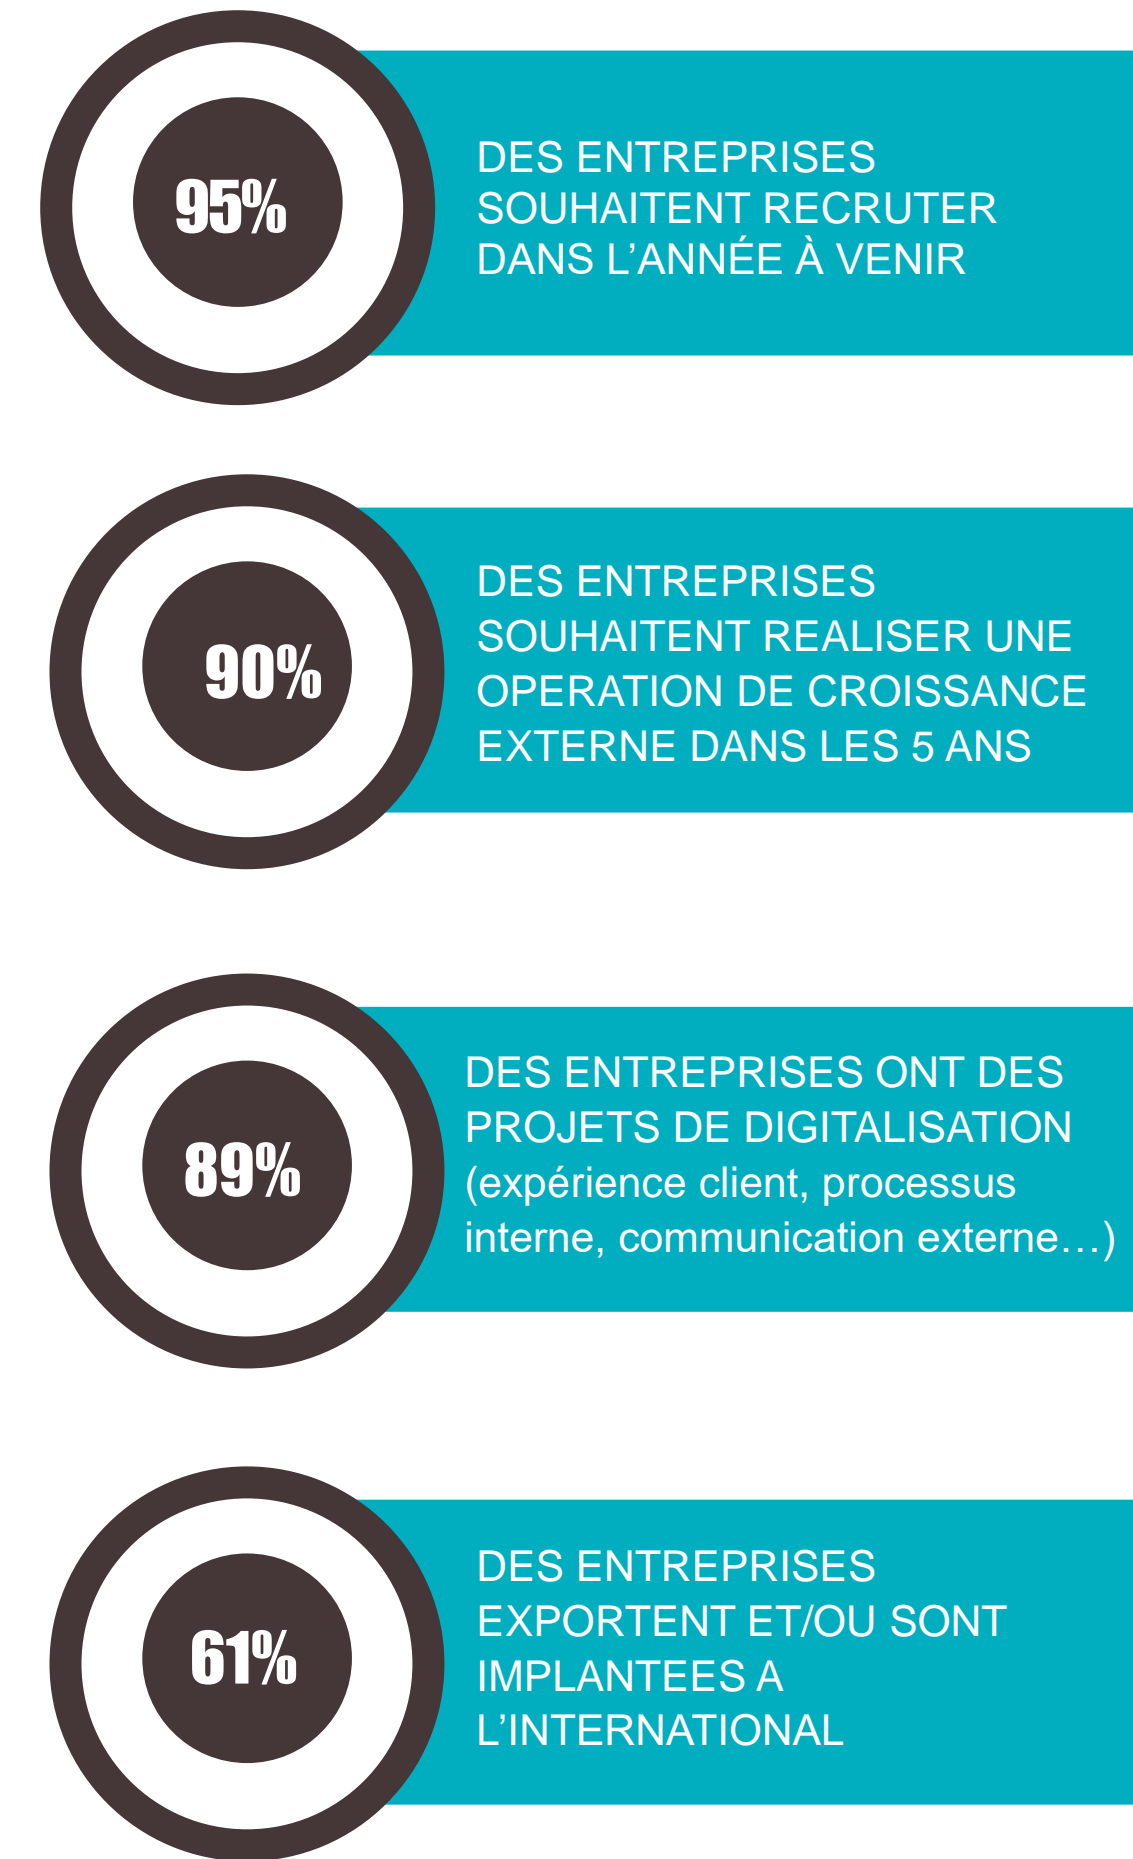 95%
DES ENTREPRISES
SOUHAITENT RECRUTER
DANS L’ANNÉE À VENIR
90%
DES ENTREPRISES
SOUHAITENT REALISER UNE
OPERATION DE CROISSANCE
EXTERNE DANS LES 5 ANS
89%
DES ENTREPRISES ONT DES
PROJETS DE DIGITALISATION
(expérience client, processus
interne, communication externe…)
61%
DES ENTREPRISES
EXPORTENT ET/OU SONT
IMPLANTEES A
L’INTERNATIONAL